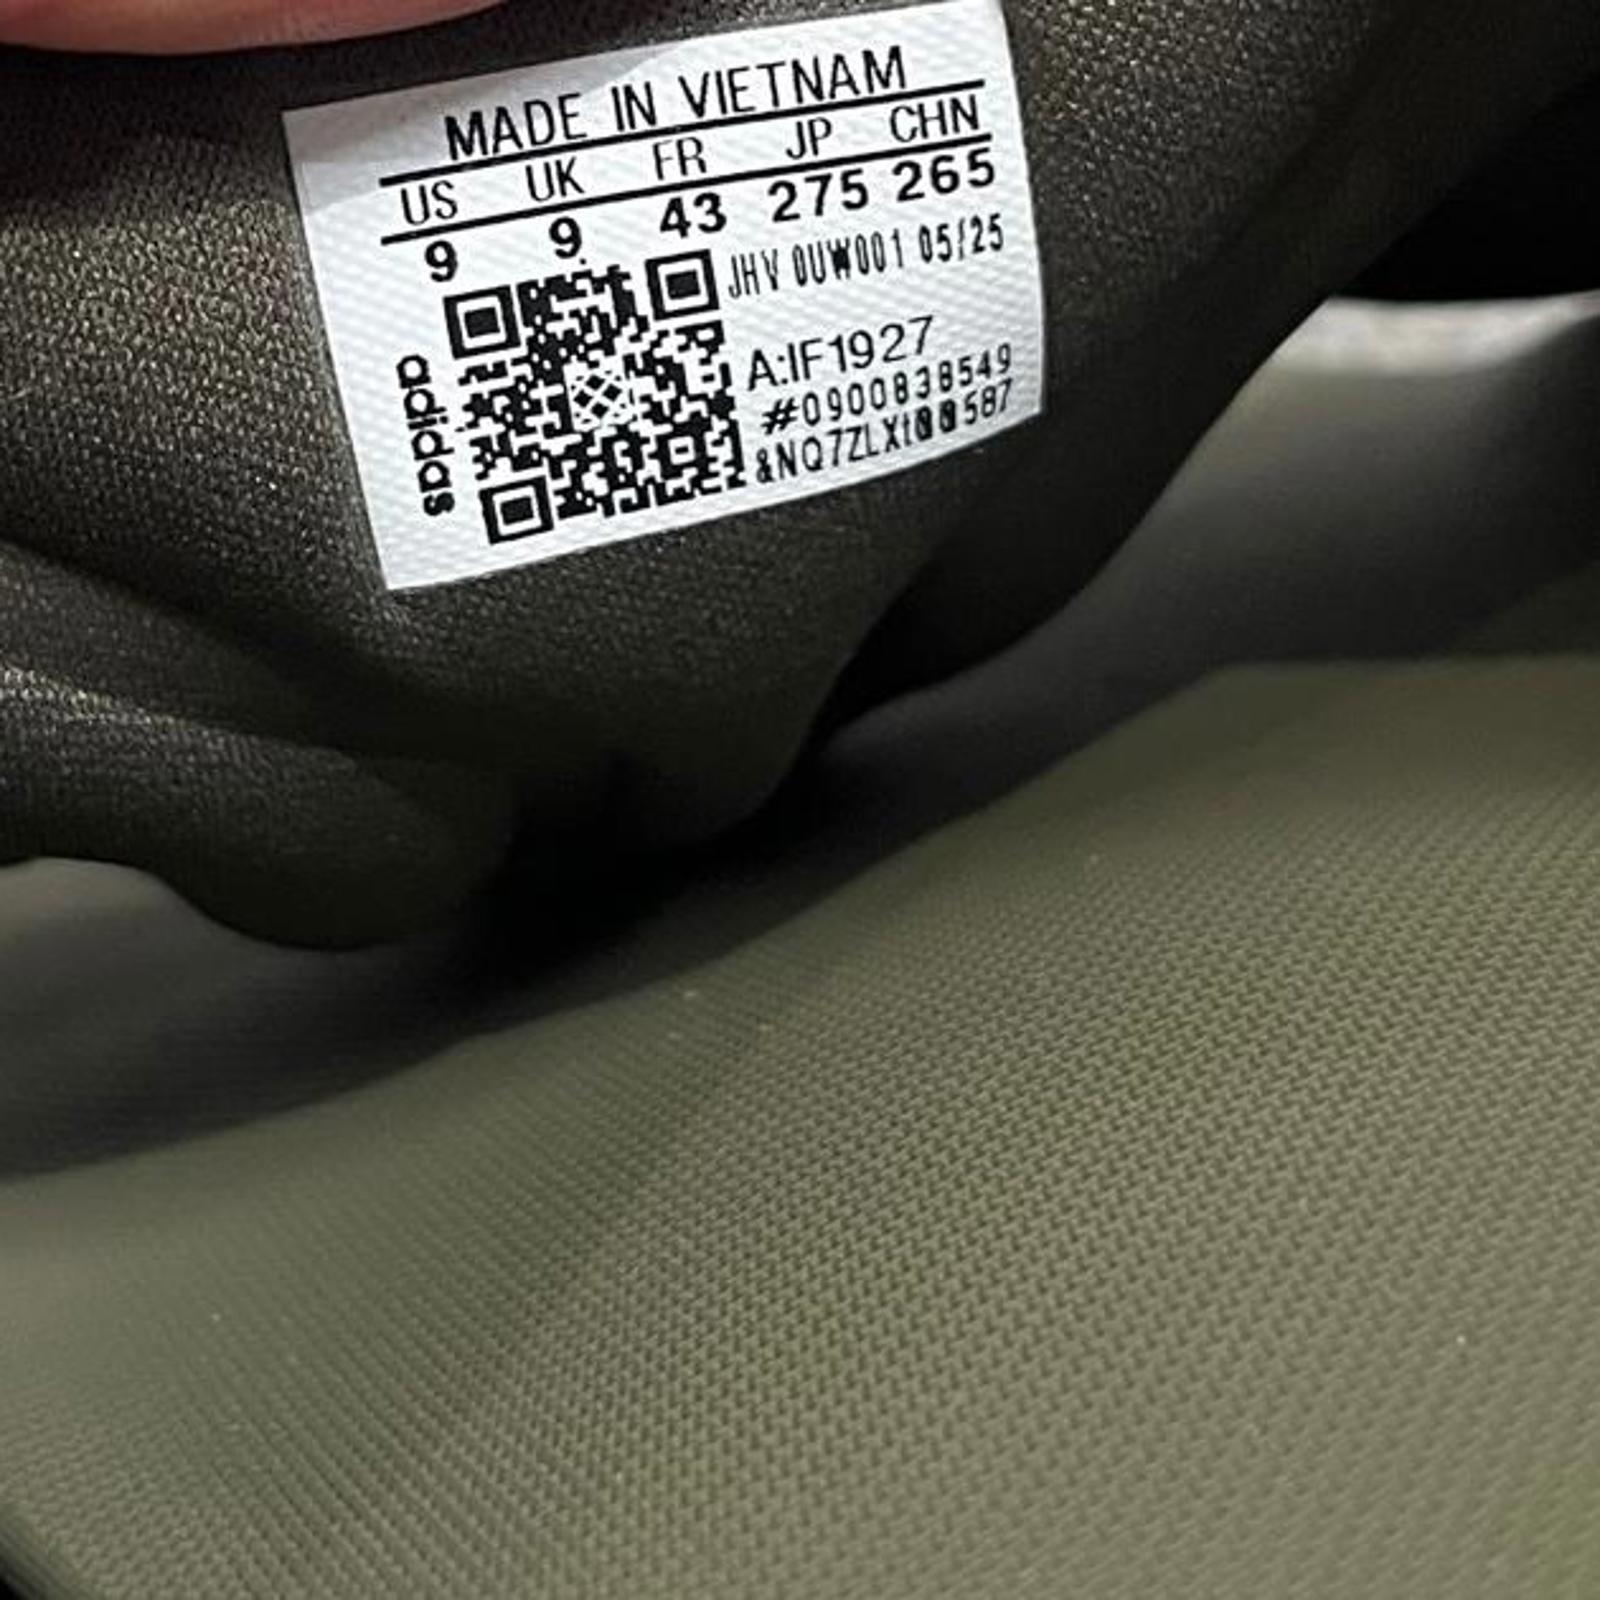 MADE IN VIETNAM
US UK FR JP CHN
9 9 43 275 265
JHV 0UW001 05/25
A:IF1927
#0900838549
adidas